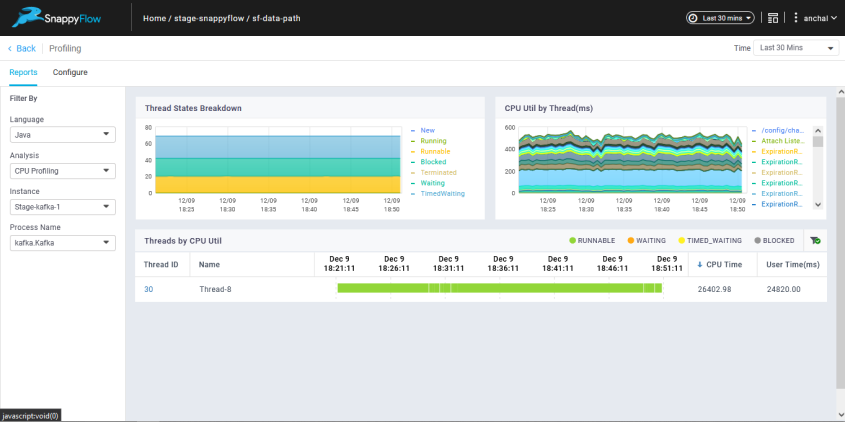 SnappyFlow
Home / stage-snappyflow / sf-data-path
Last 30 mins
anchal
Back
Profiling
Time
Last 30 Mins
Reports
Configure
Filter By
Language
Java
Analysis
CPU Profiling
Instance
Stage-kafka-1
Process Name
kafka.Kafka
Thread States Breakdown
80
60
40
20
0
12/09 12/09 12/09 12/09 12/09 12/09
18:25 18:30 18:35 18:40 18:45 18:50
New
Running
Runnable
Blocked
Terminated
Waiting
TimedWaiting
CPU Util by Thread(ms)
600
400
200
0
12/09 12/09 12/09 12/09 12/09 12/09
18:25 18:30 18:35 18:40 18:45 18:50
/config/cha...
Attach Liste...
ExpirationR...
ExpirationR...
ExpirationR...
ExpirationR...
ExpirationR...
Threads by CPU Util
RUNNABLE
WAITING
TIMED_WAITING
BLOCKED
Thread ID Name Dec 9 18:21:11 Dec 9 18:26:11 Dec 9 18:31:11 Dec 9 18:36:11 Dec 9 18:41:11 Dec 9 18:46:11 Dec 9 18:51:11 CPU Time User Time(ms)
30 Thread-8 26402.98 24820.00
javascript:void(0)